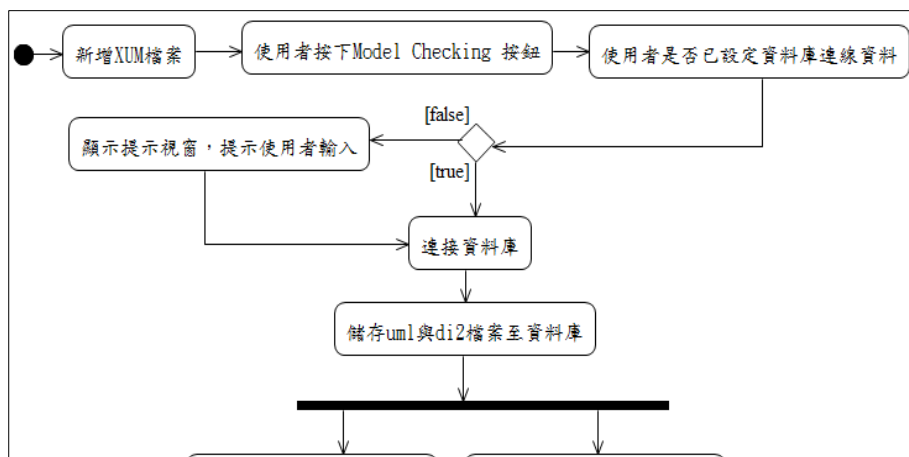 新增XUM檔案
使用者按下Model Checking 按鈕
使用者是否已設定資料庫連線資料
[false]
顯示提示視窗，提示使用者輸入
[true]
連接資料庫
儲存uml與di2檔案至資料庫